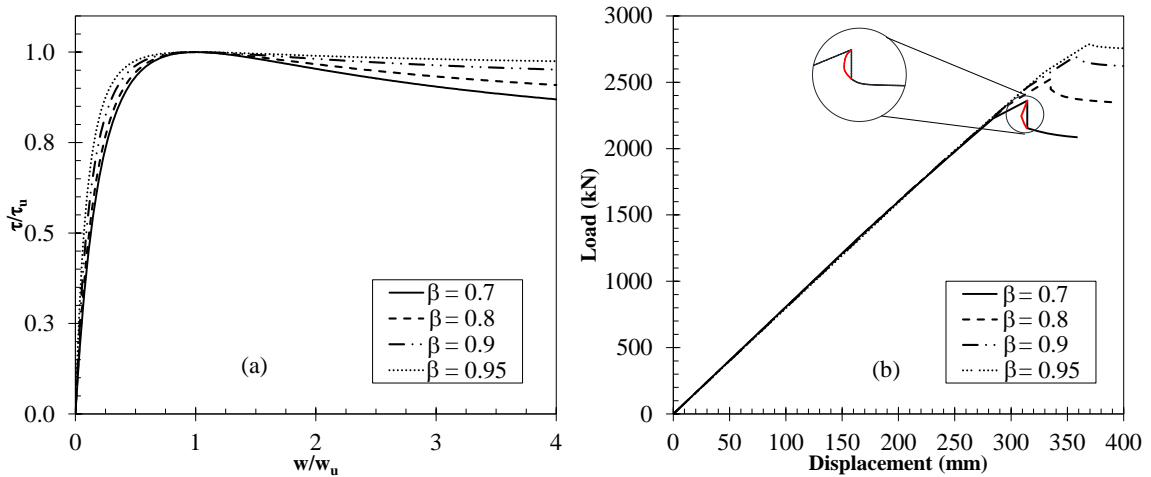 1.0
0.8
0.5
0.3
0.0
τ/τu
0 1 2 3 4
w/wu
(a)
β = 0.7
β = 0.8
β = 0.9
β = 0.95
3000
2500
2000
1500
1000
500
0
Load (kN)
0 50 100 150 200 250 300 350 400
Displacement (mm)
(b)
β = 0.7
β = 0.8
β = 0.9
β = 0.95